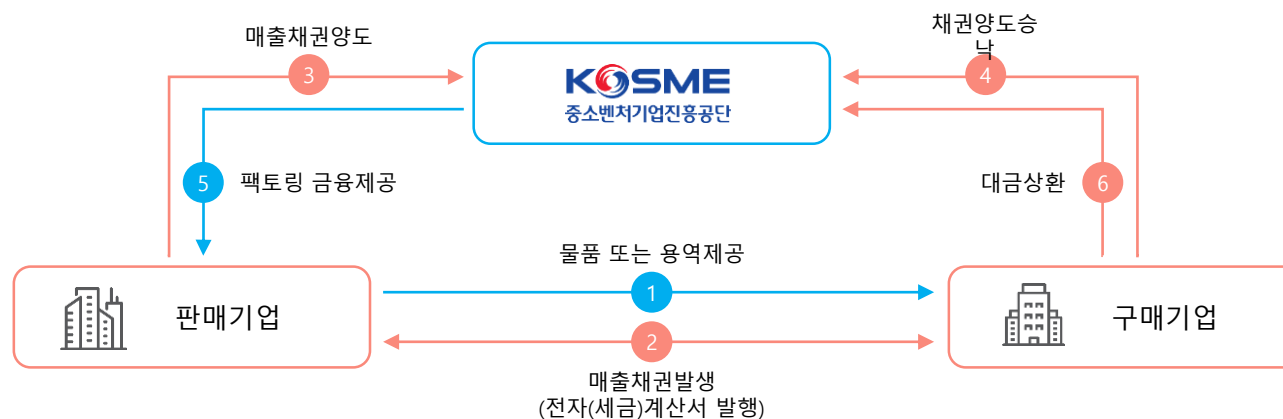 매출채권양도
3
KOSME
중소벤처기업진흥공단
채권양도승
낙
4
5
팩토링 금융제공
대금상환
6
물품 또는 용역제공
1
판매기업
구매기업
2
매출채권발생
(전자(세금)계산서 발행)